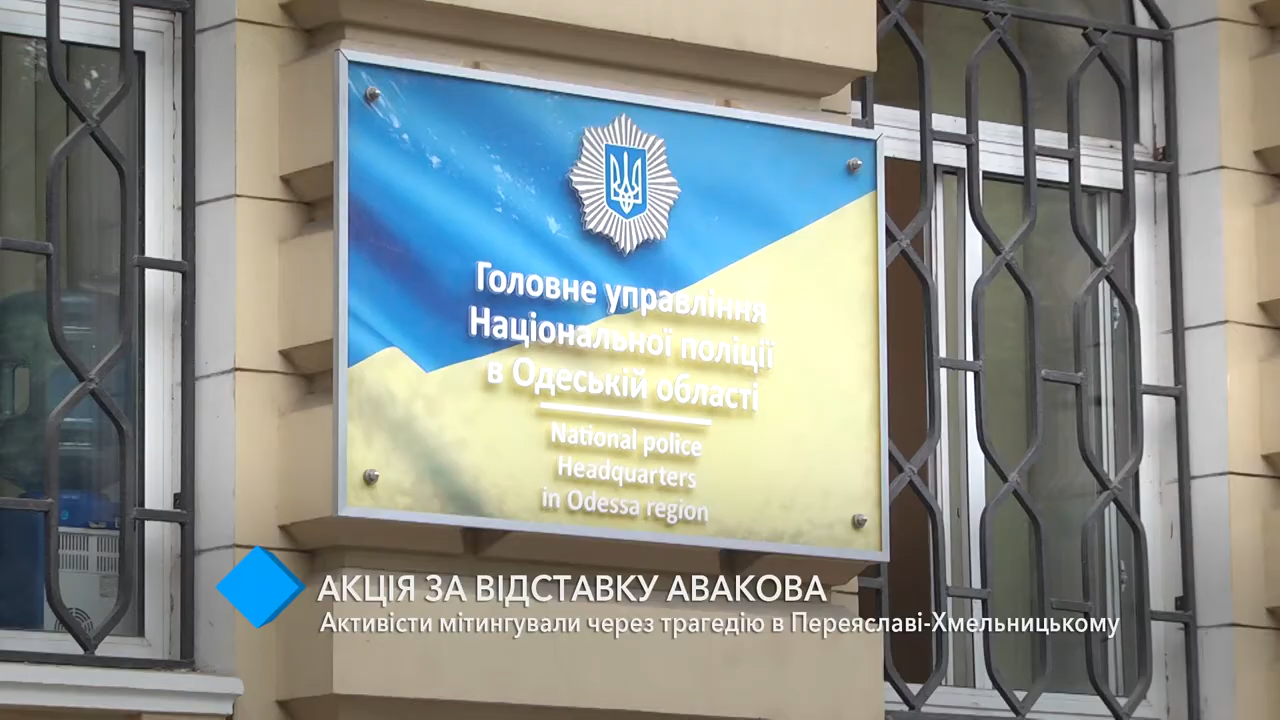 Головне управління
Національної поліції
в Одеській області
National police
Headquarters
in Odessa region
АКЦІЯ ЗА ВІДСТАВКУ АВАКОВА
Активісти мітингували через трагедію в Переяславі-Хмельницькому